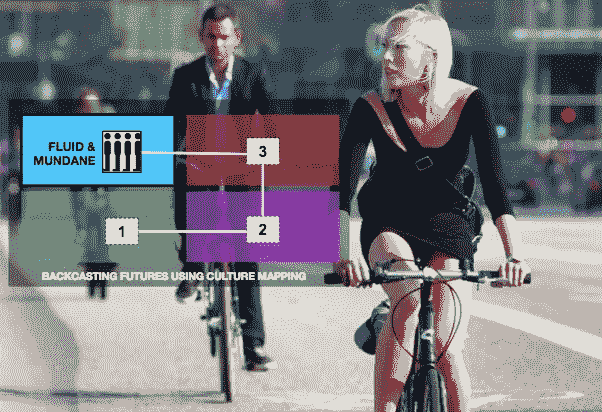 FLUID &
MUNDANE
3
1
2
BACKCASTING FUTURES USING CULTURE MAPPING